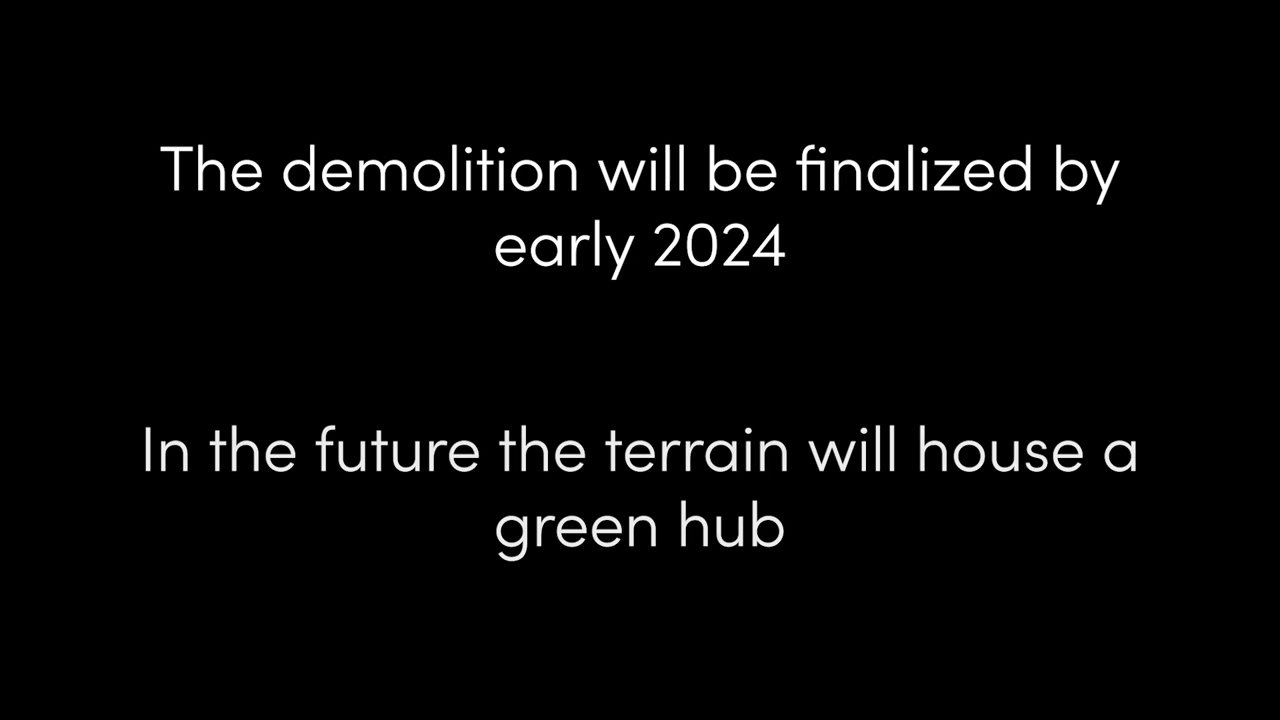 The demolition will be finalized by
early 2024
In the future the terrain will house a
green hub